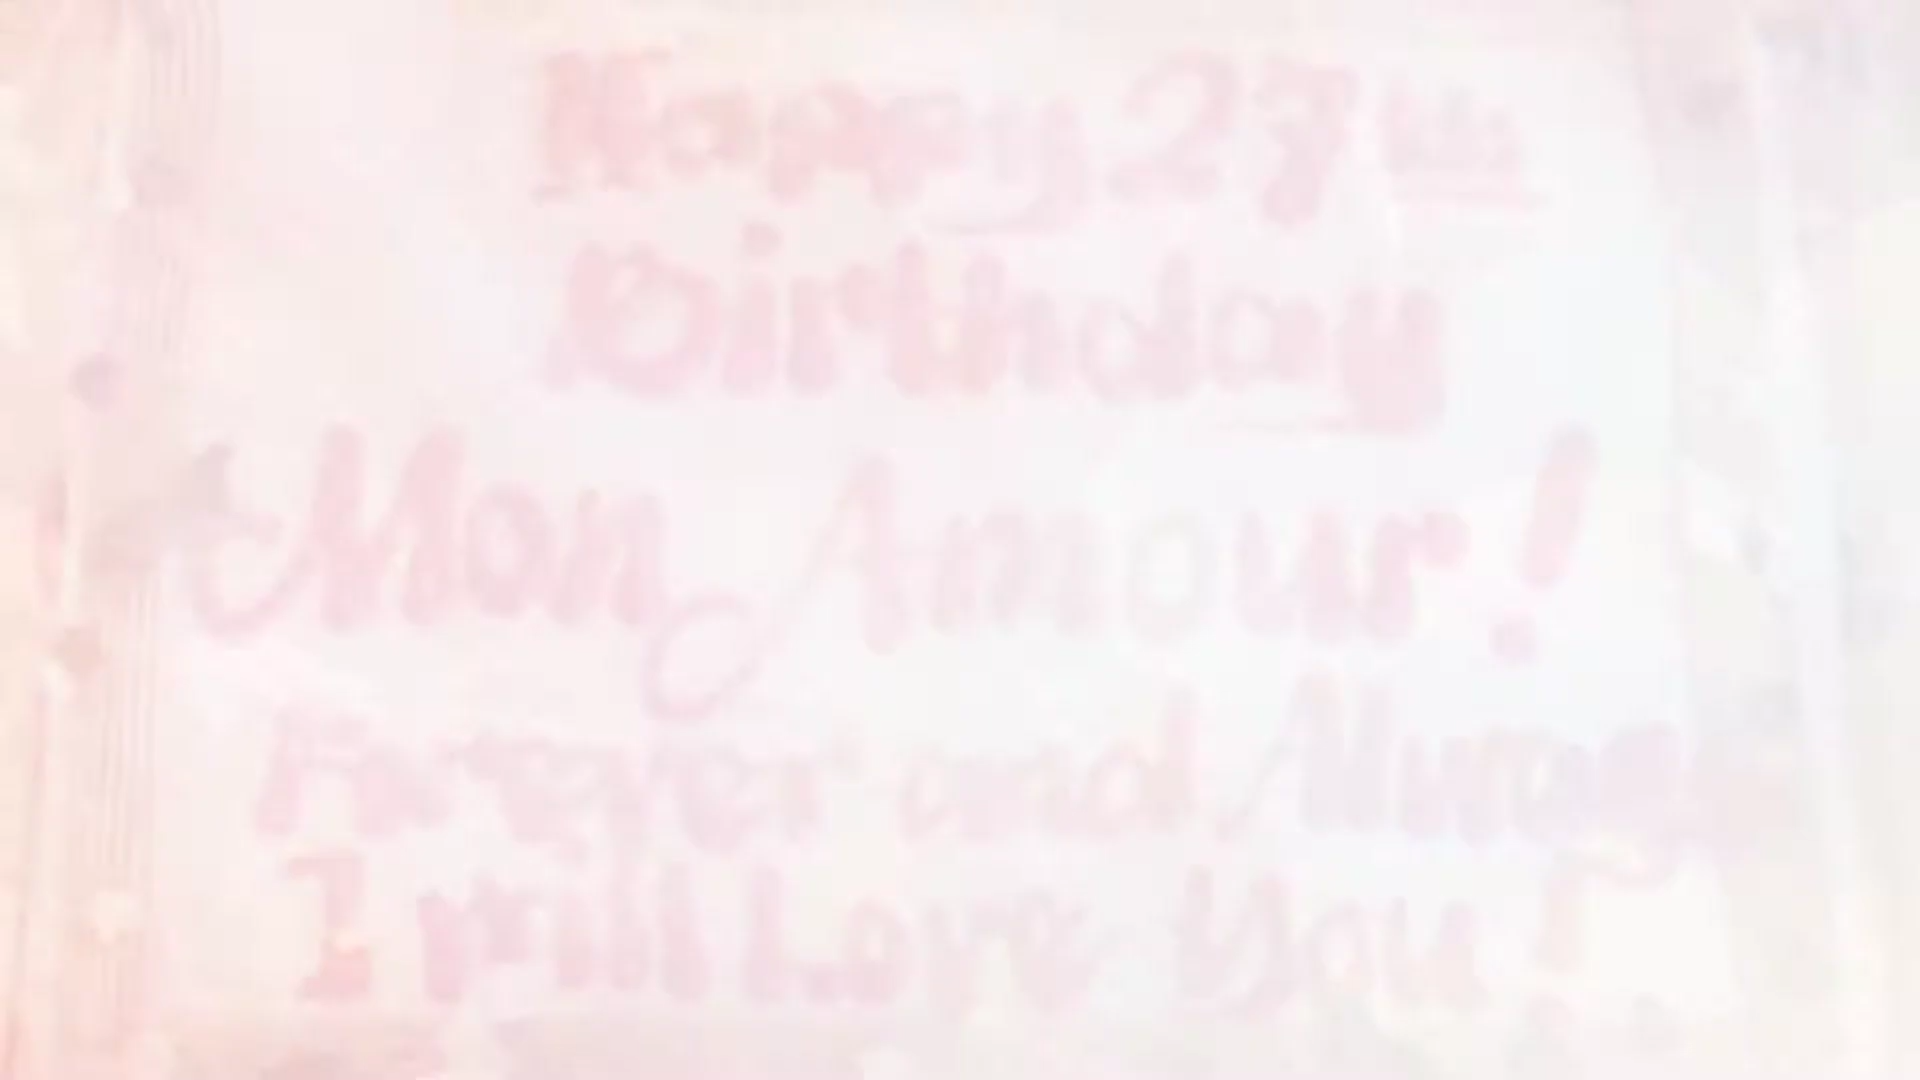 Happy 27th
Birthday
Mon Amour!
Forever and Always
I will Love You!